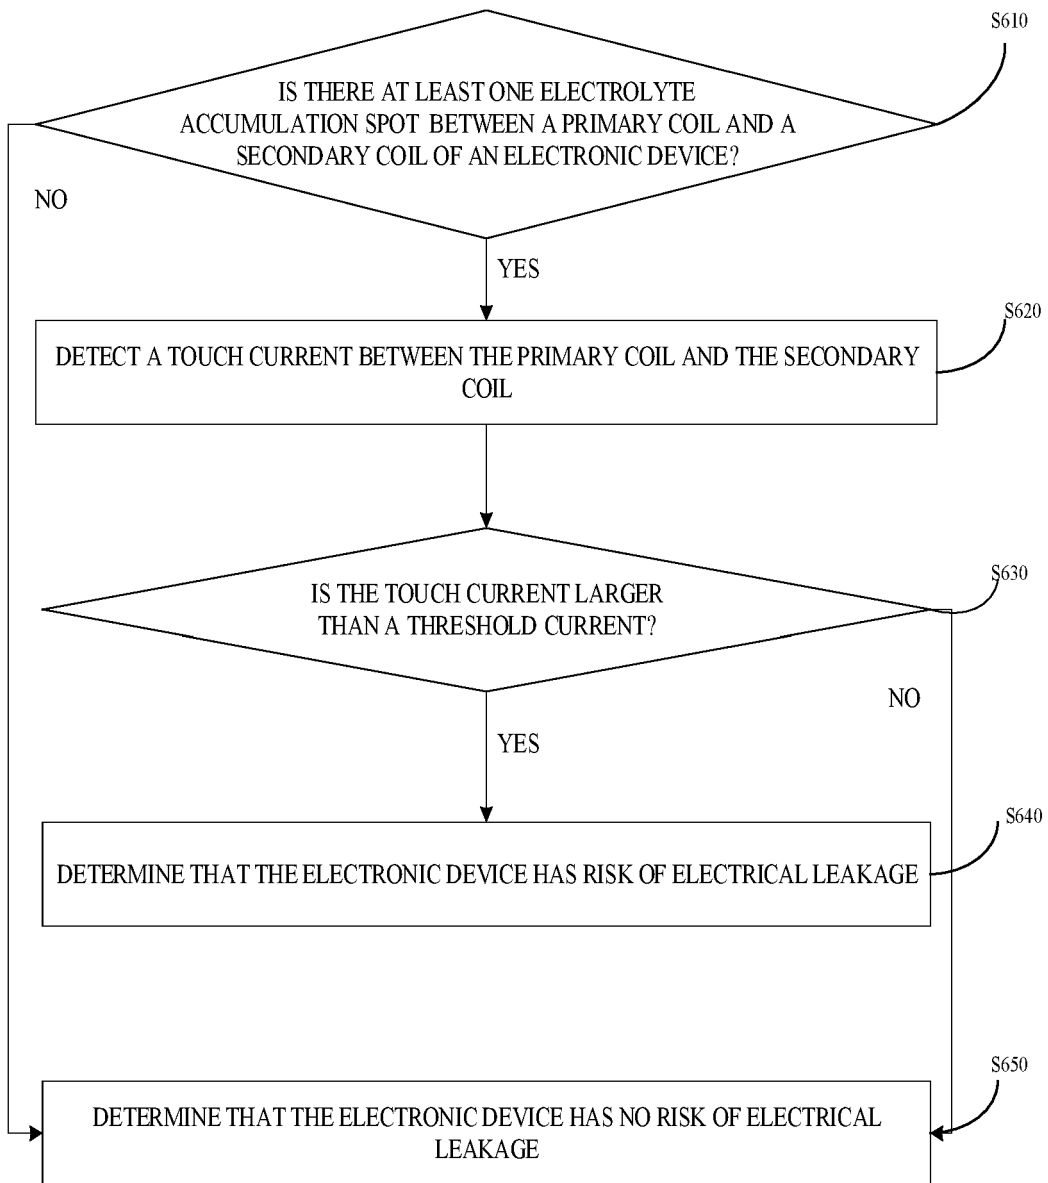 S610
IS THERE AT LEAST ONE ELECTROLYTE
ACCUMULATION SPOT BETWEEN A PRIMARY COIL AND A
SECONDARY COIL OF AN ELECTRONIC DEVICE?
NO
YES
S620
DETECT A TOUCH CURRENT BETWEEN THE PRIMARY COIL AND THE SECONDARY
COIL
S630
IS THE TOUCH CURRENT LARGER
THAN A THRESHOLD CURRENT?
NO
YES
S640
DETERMINE THAT THE ELECTRONIC DEVICE HAS RISK OF ELECTRICAL LEAKAGE
S650
DETERMINE THAT THE ELECTRONIC DEVICE HAS NO RISK OF ELECTRICAL
LEAKAGE